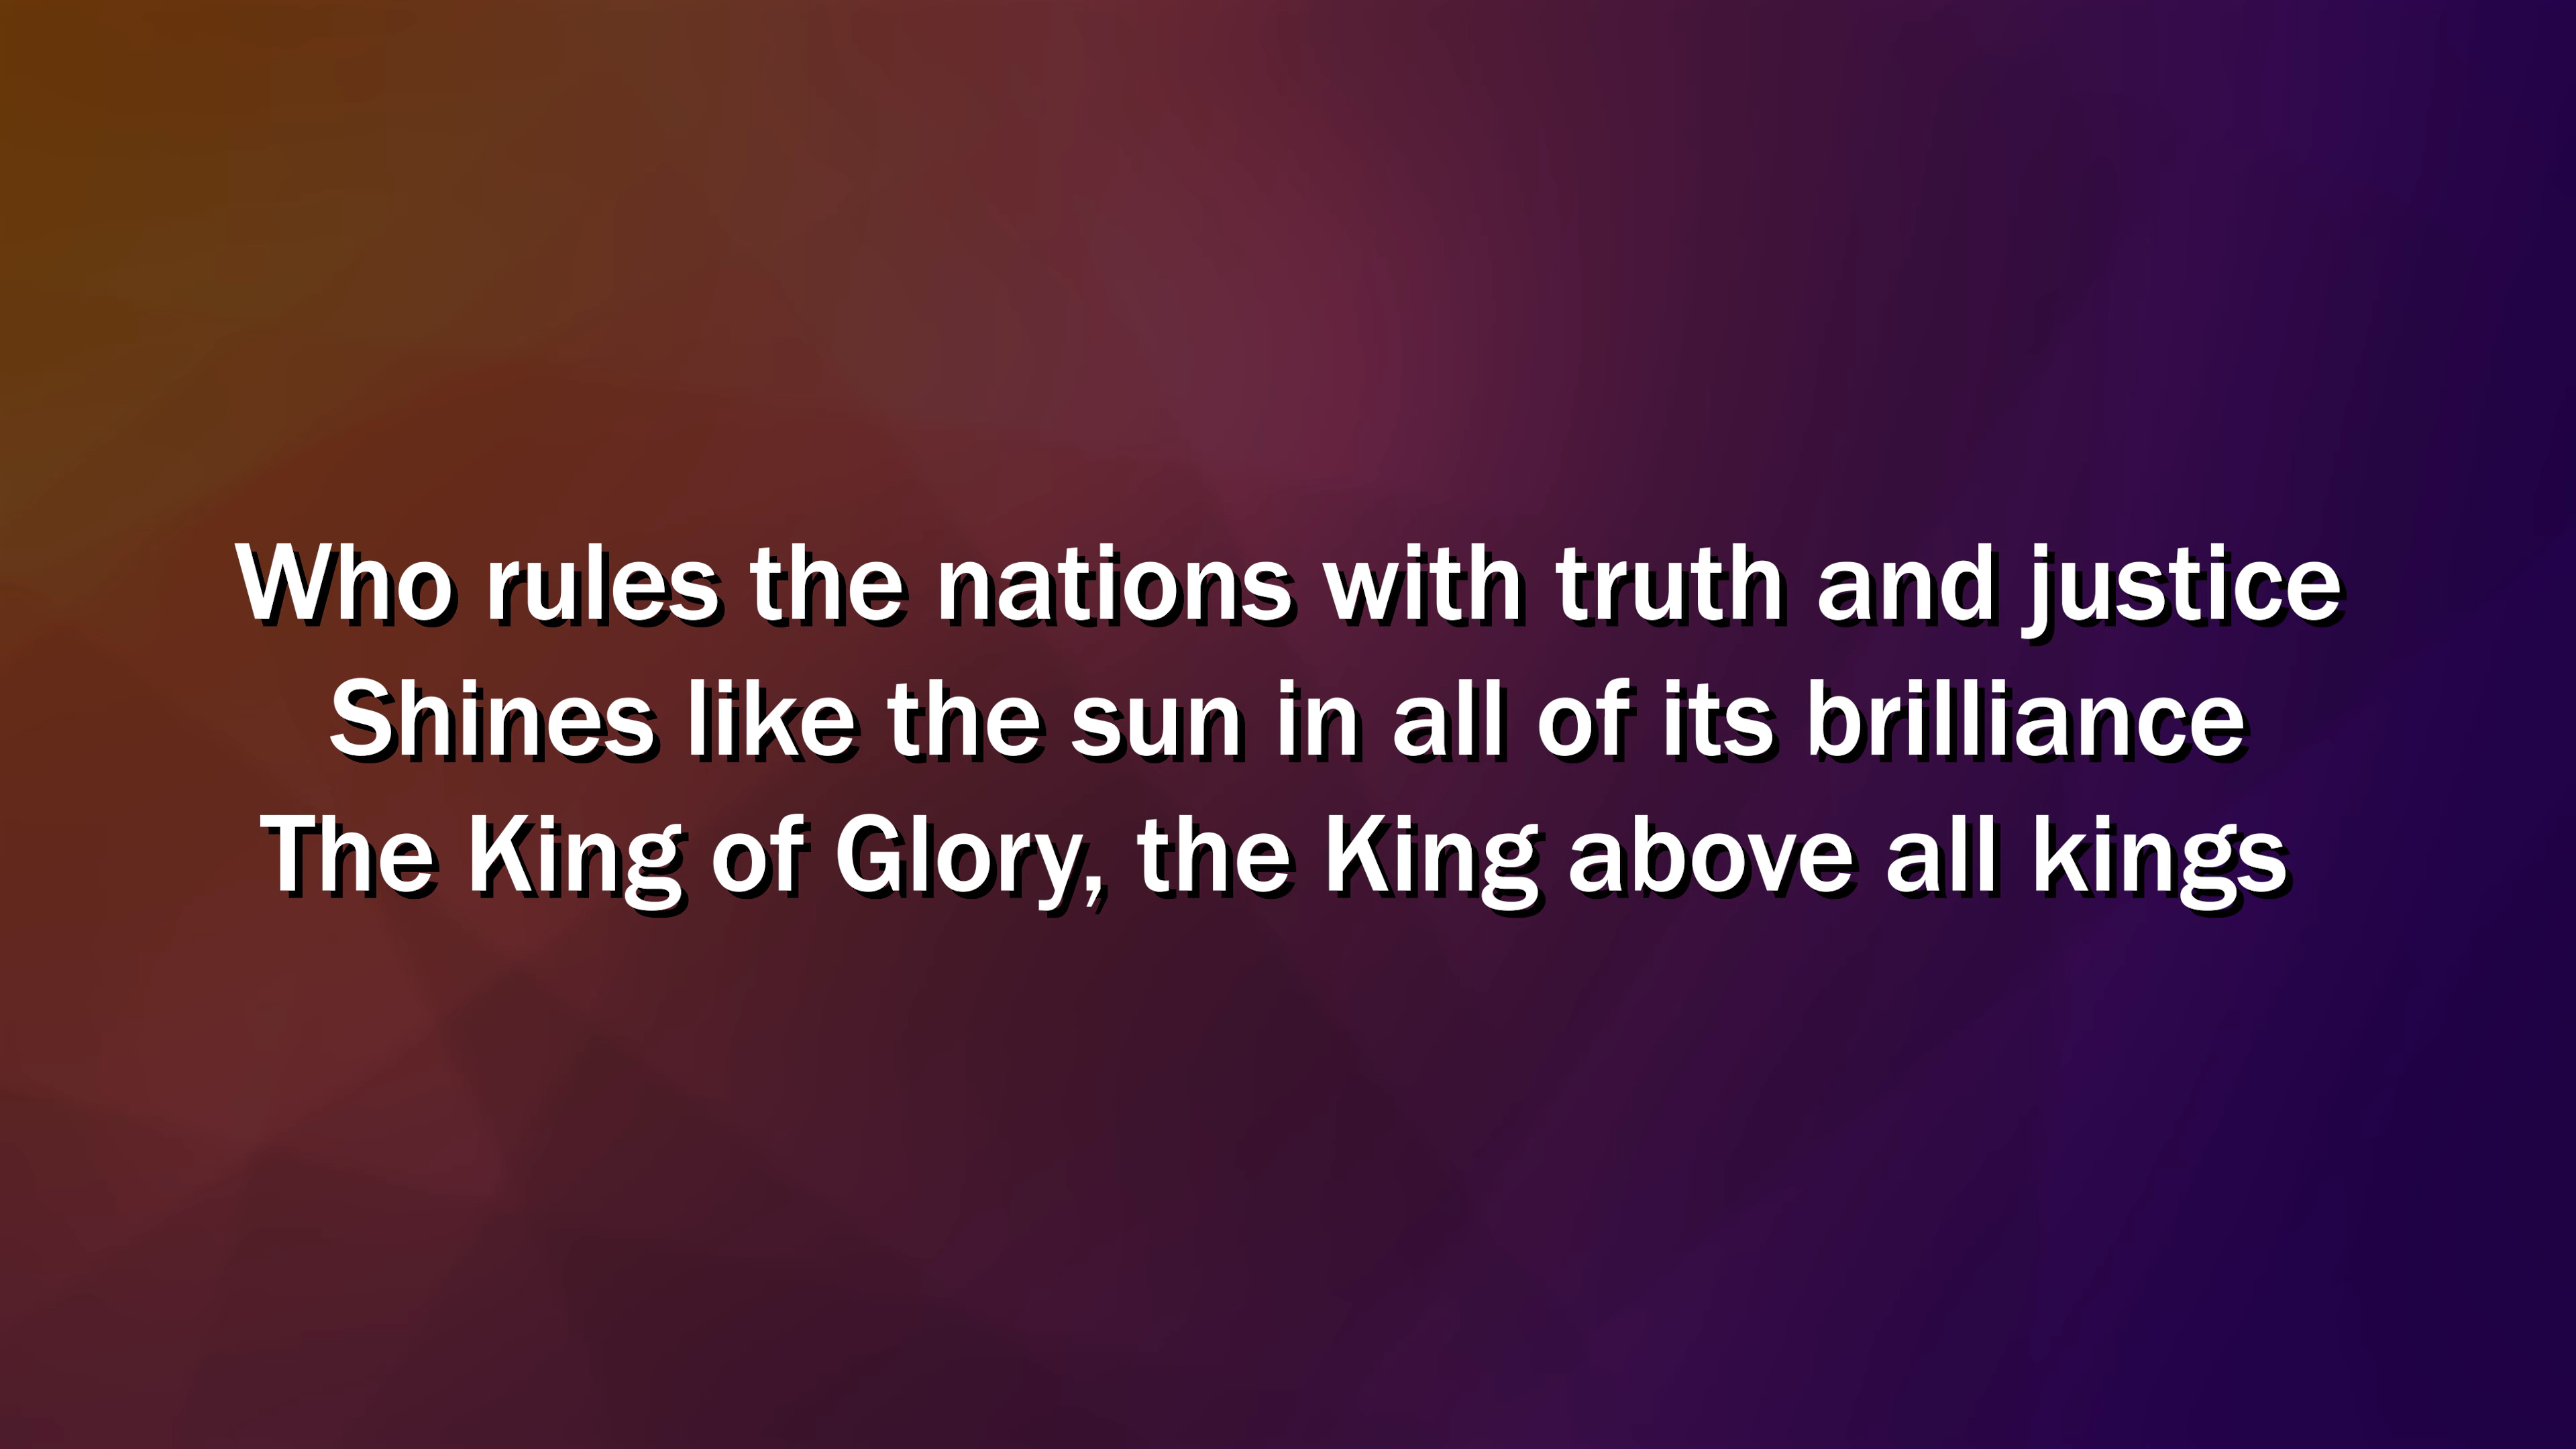 Who rules the nations with truth and justice
Shines like the sun in all of its brilliance
The King of Glory, the King above all kings